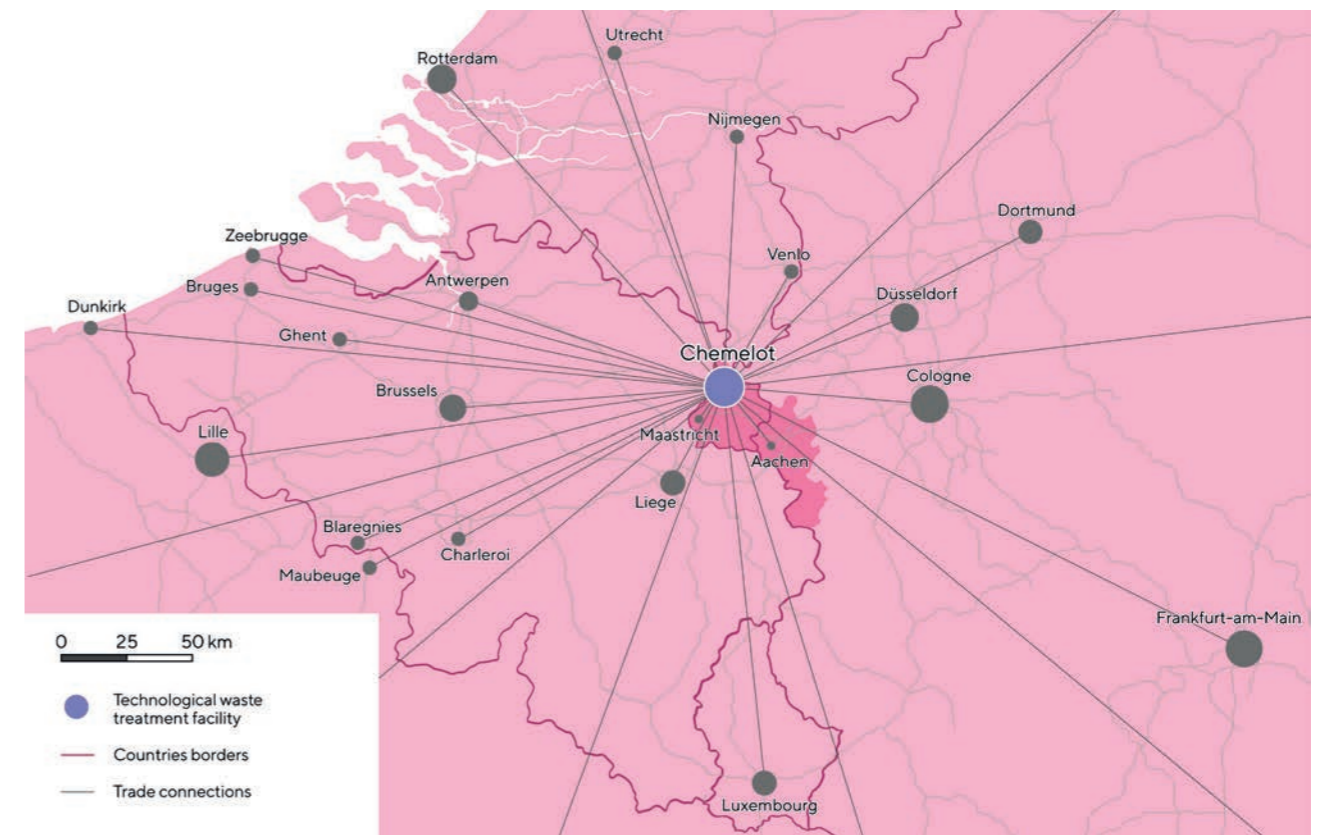 Utrecht
Rotterdam
Nijmegen
Dortmund
Zeebrugge
Venlo
Bruges
Antwerpen
Düsseldorf
Dunkirk
Ghent
Chemelot
Cologne
Brussels
Lille
Maastricht
Aachen
Liege
Blaregnies
Charleroi
Maubeuge
Frankfurt-am-Main
Luxembourg
0 25 50 km
Technological waste
treatment facility
Countries borders
Trade connections